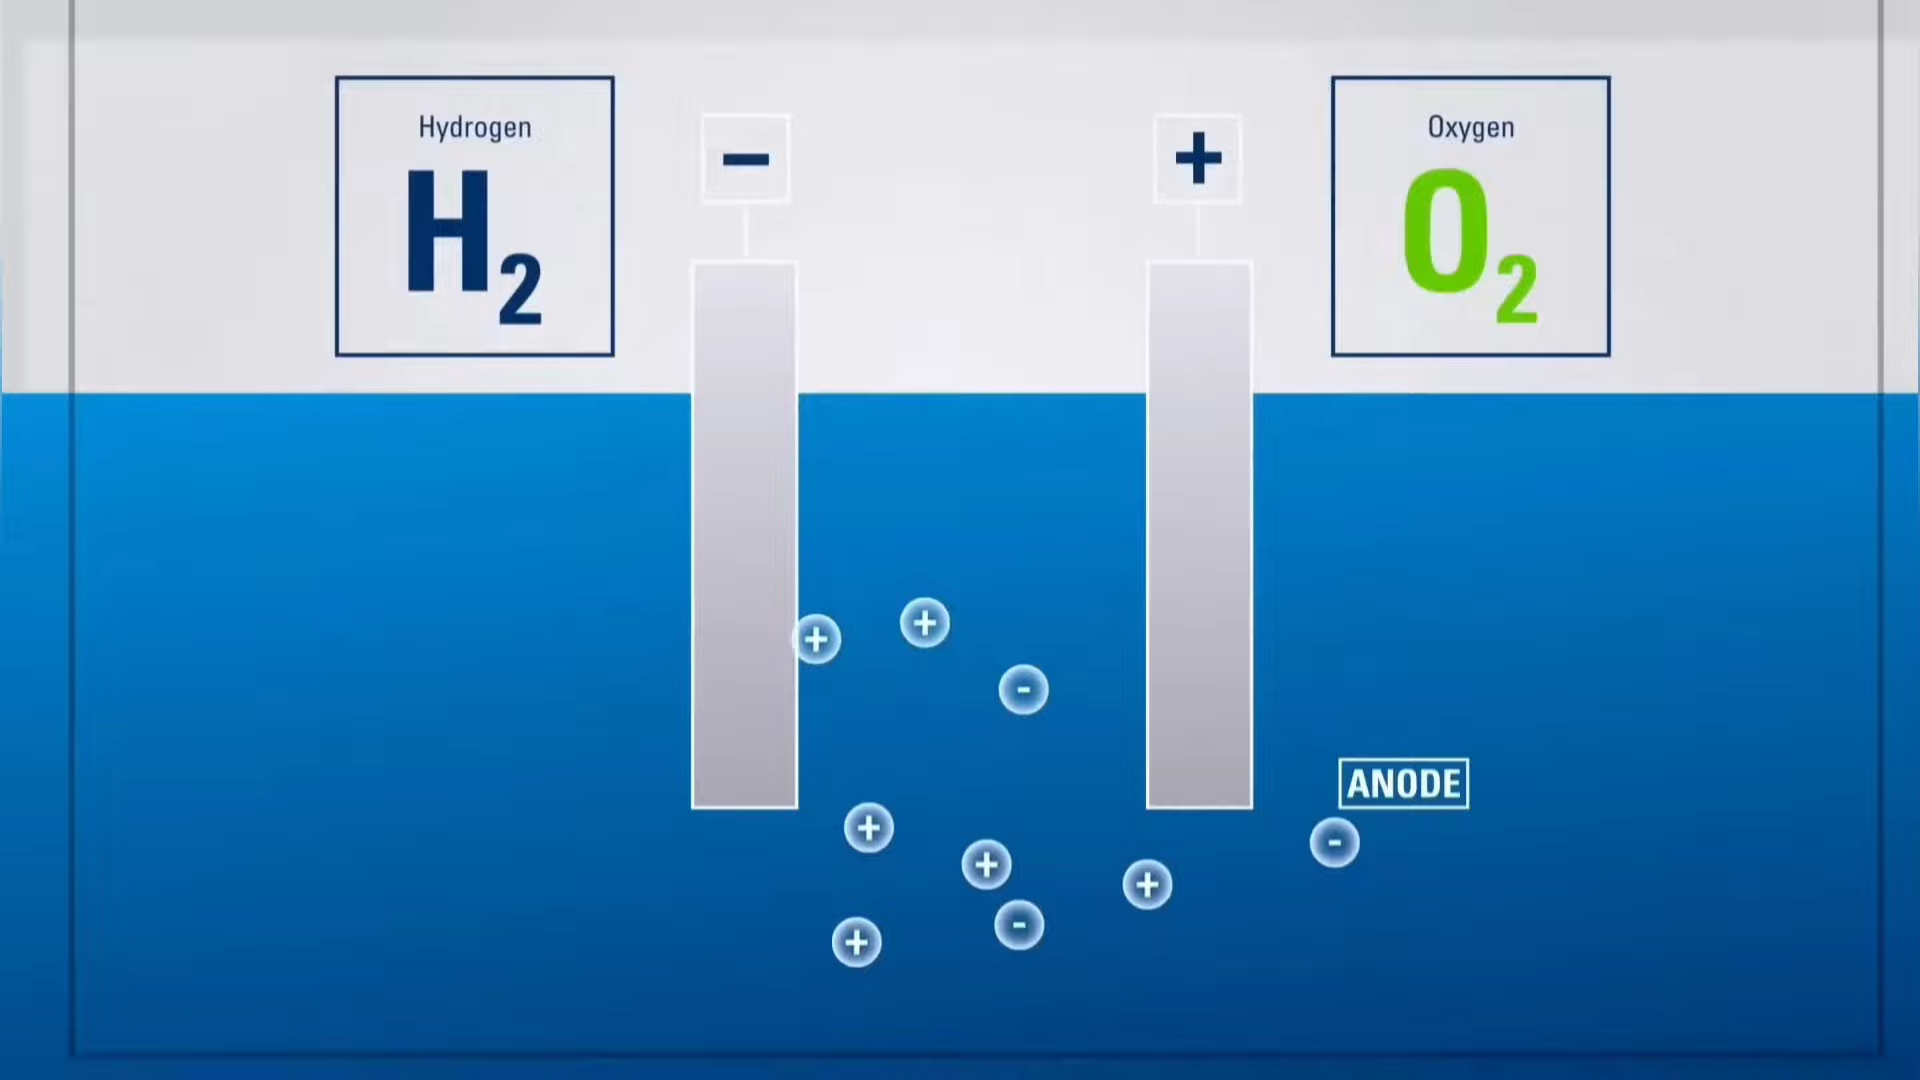 Hydrogen
H2
−
+
Oxygen
O2
+
+
-
ANODE
+
-
+
+
-
+